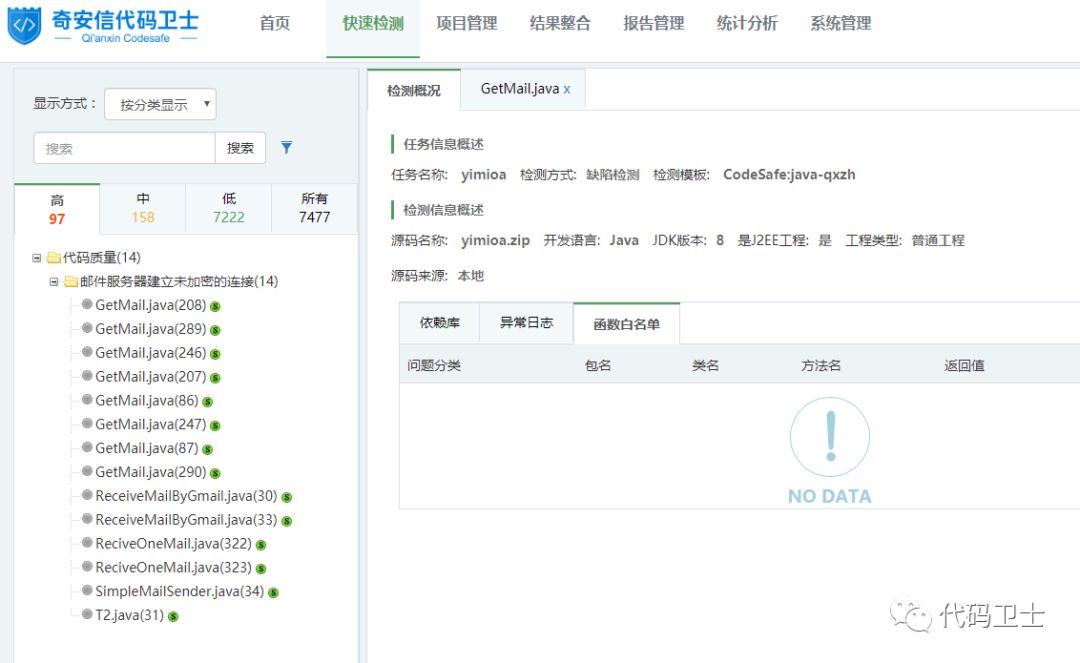 奇安信代码卫士
Qi'anxin Codesafe
首页 快速检测 项目管理 结果整合 报告管理 统计分析 系统管理
显示方式： 按分类显示
搜索 搜索
高 中 低 所有
97 158 7222 7477
代码质量(14)
邮件服务器建立未加密的连接(14)
GetMail.java(208) S
GetMail.java(289) S
GetMail.java(246) S
GetMail.java(207) S
GetMail.java(86) S
GetMail.java(247) S
GetMail.java(87) S
GetMail.java(290) S
ReceiveMailByGmail.java(30) S
ReceiveMailByGmail.java(33) S
ReciveOneMail.java(322) S
ReciveOneMail.java(323) S
SimpleMailSender.java(34) S
T2.java(31) S
检测概况 GetMail.java x
任务信息概述
任务名称: yimioa 检测方式: 缺陷检测 检测模板: CodeSafe:java-qxzh
检测信息概述
源码名称: yimioa.zip 开发语言: Java JDK版本: 8 是J2EE工程: 是 工程类型: 普通工程
源码来源: 本地
依赖库 异常日志 函数白名单
问题分类 包名 类名 方法名 返回值
!
NO DATA
代码卫士